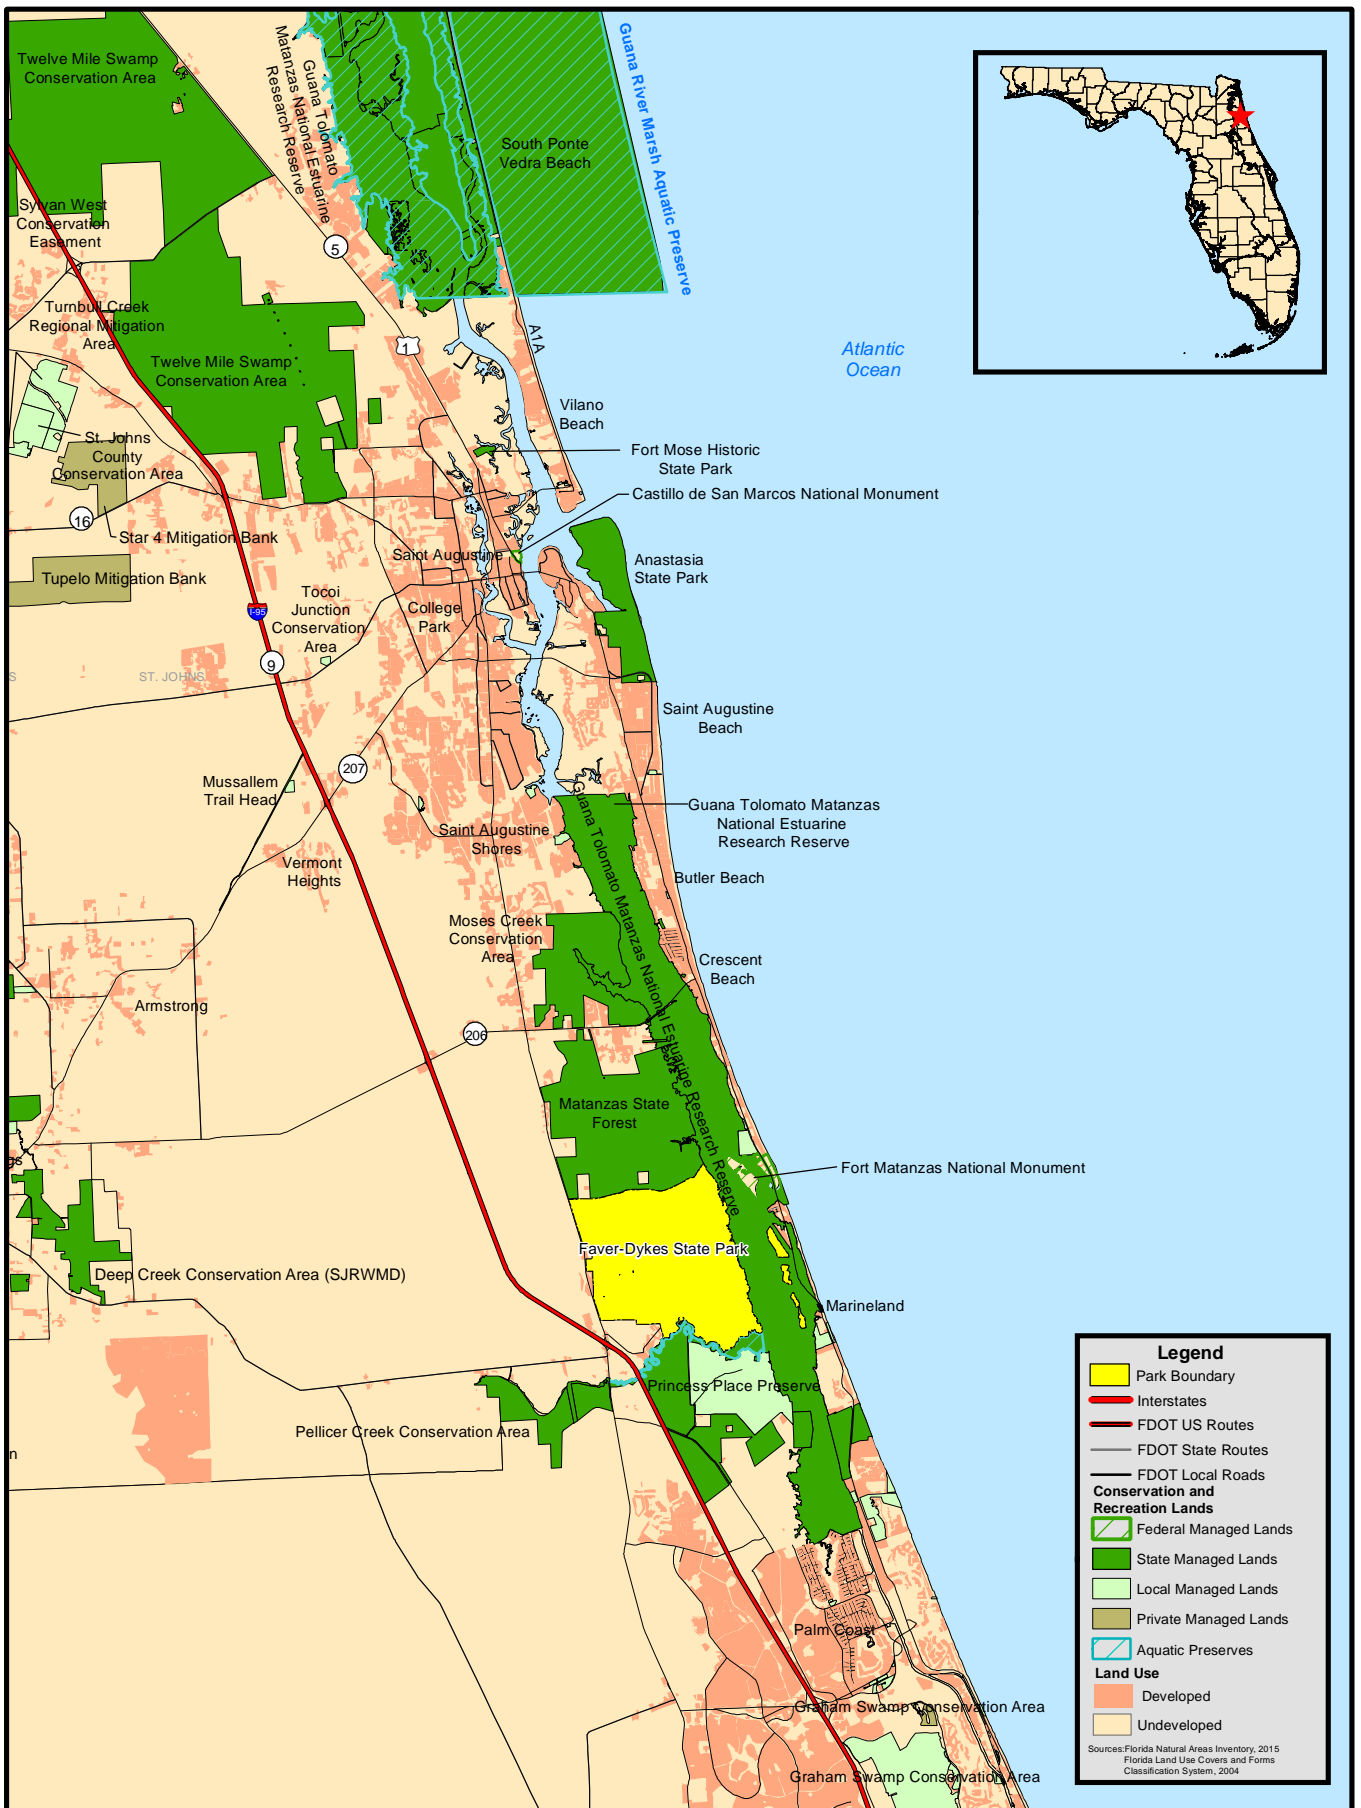 Twelve Mile Swamp
Conservation Area
Guana Tolomato
Matanzas National Estuarine
Research Reserve
Guana River Marsh Aquatic Preserve
South Ponte
Vedra Beach
Sylvan West
Conservation
Easement
5
Turnbull Creek
Regional Mitigation
Area
1
A1A
Twelve Mile Swamp
Conservation Area
Atlantic
Ocean
Vilano
Beach
St. Johns
County
Conservation Area
Fort Mose Historic
State Park
Castillo de San Marcos National Monument
16
Star 4 Mitigation Bank
Saint Augustine
Anastasia
State Park
Tupelo Mitigation Bank
Tocoi
Junction
Conservation
Area
College
Park
I-95
9
S
ST. JOHNS
Saint Augustine
Beach
207
Mussallem
Trail Head
Guana Tolomato Matanzas
National Estuarine
Research Reserve
Saint Augustine
Shores
Vermont
Heights
Butler Beach
Guana Tolomato Matanzas National Estuarine Research Reserve
Moses Creek
Conservation
Area
Crescent
Beach
Armstrong
206
Matanzas State
Forest
gs
Fort Matanzas National Monument
Faver-Dykes State Park
Deep Creek Conservation Area (SJRWMD)
Marineland
Princess Place Preserve
Pellicer Creek Conservation Area
n
Palm Coast
Graham Swamp Conservation Area
Graham Swamp Conservation Area
Legend
Park Boundary
Interstates
FDOT US Routes
FDOT State Routes
FDOT Local Roads
Conservation and
Recreation Lands
Federal Managed Lands
State Managed Lands
Local Managed Lands
Private Managed Lands
Aquatic Preserves
Land Use
Developed
Undeveloped
Sources:Florida Natural Areas Inventory, 2015
Florida Land Use Covers and Forms
Classification System, 2004